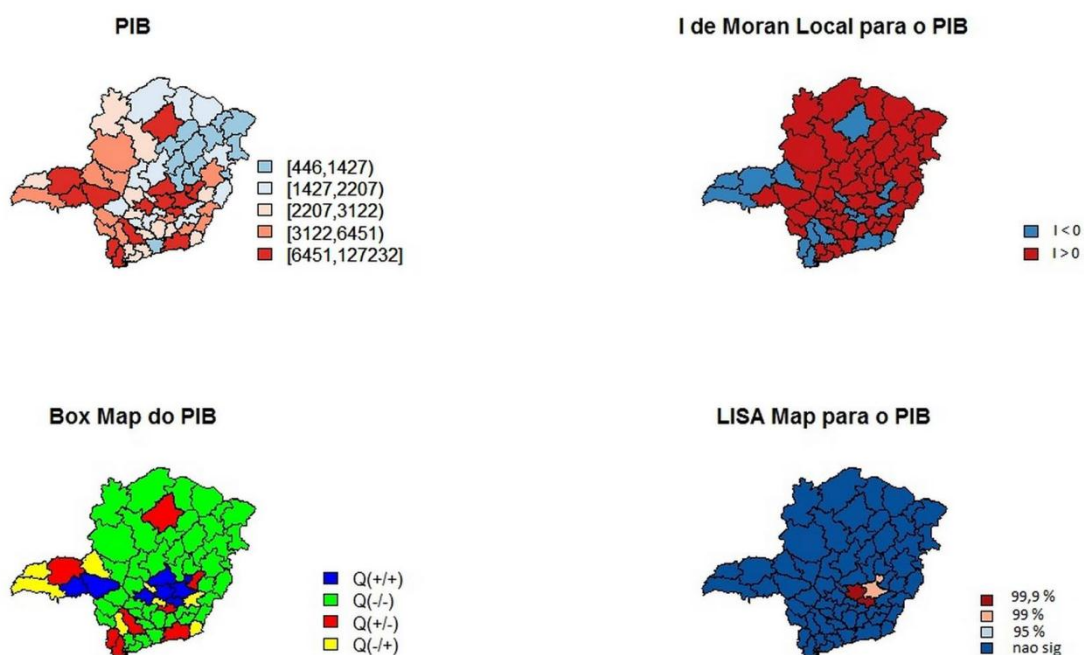 PIB
[446,1427)
[1427,2207)
[2207,3122)
[3122,6451)
[6451,127232]
I de Moran Local para o PIB
I < 0
I > 0
Box Map do PIB
Q(+/+)
Q(-/-)
Q(+/-)
Q(-/+)
LISA Map para o PIB
99,9 %
99 %
95 %
nao sig